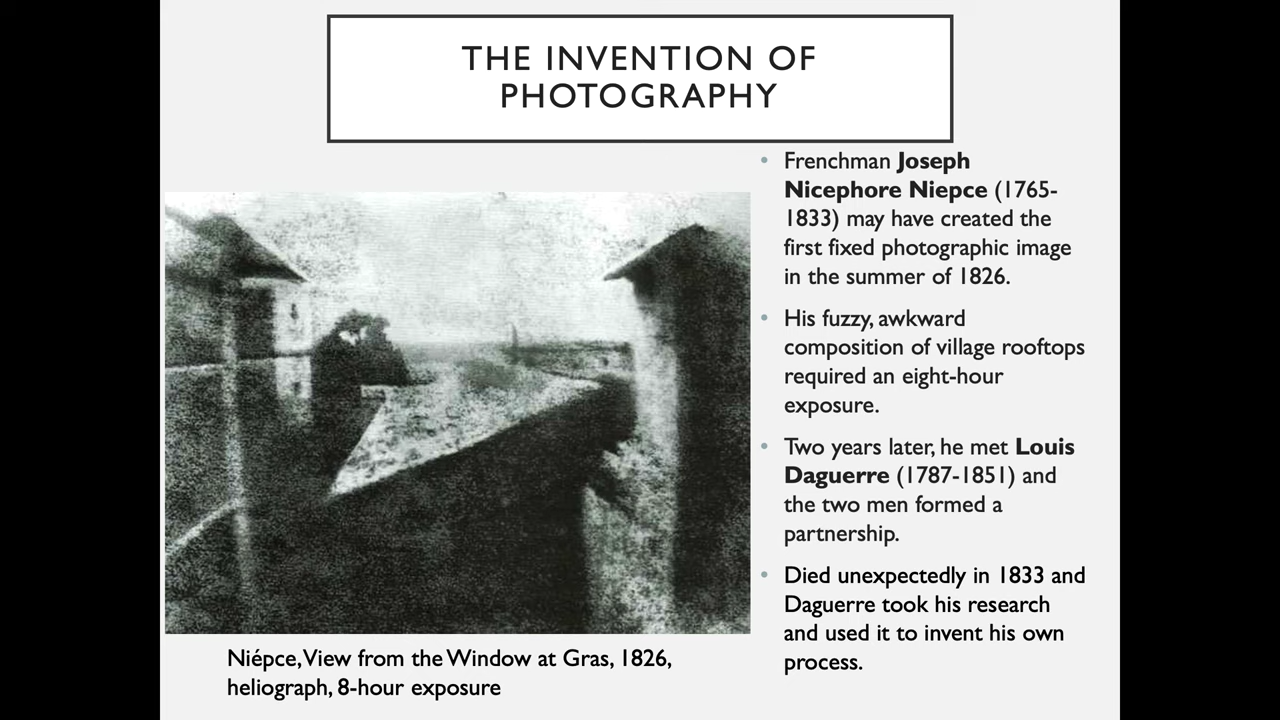 THE INVENTION OF
PHOTOGRAPHY
• Frenchman Joseph
Nicephore Niepce (1765-
1833) may have created the
first fixed photographic image
in the summer of 1826.
• His fuzzy, awkward
composition of village rooftops
required an eight-hour
exposure.
• Two years later, he met Louis
Daguerre (1787-1851) and
the two men formed a
partnership.
• Died unexpectedly in 1833 and
Daguerre took his research
and used it to invent his own
process.
Niépce, View from the Window at Gras, 1826,
heliograph, 8-hour exposure